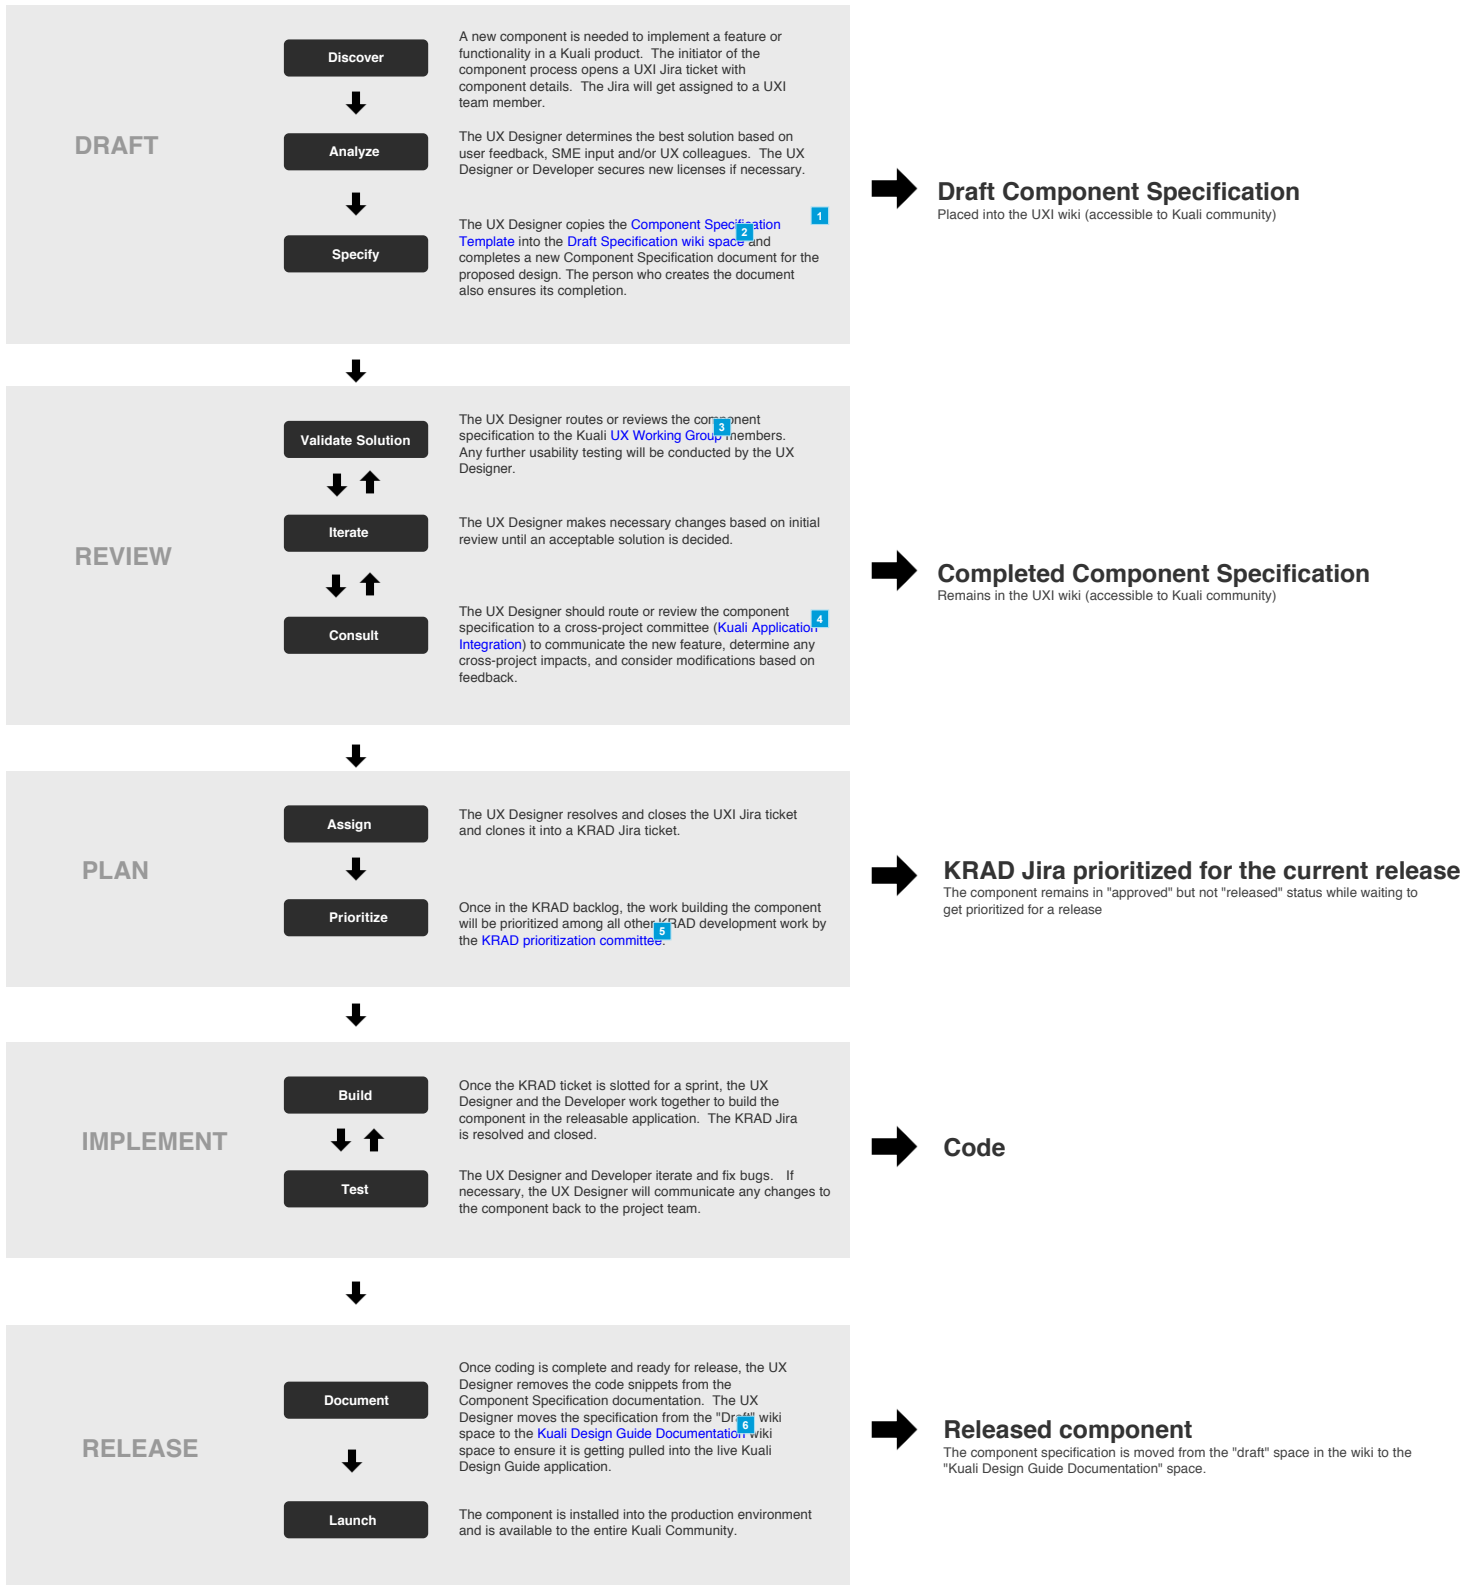 DRAFT
Discover
A new component is needed to implement a feature or
functionality in a Kuali product.  The initiator of the
component process opens a UXI Jira ticket with
component details.  The Jira will get assigned to a UXI
team member.
Analyze
The UX Designer determines the best solution based on
user feedback, SME input and/or UX colleagues.  The UX
Designer or Developer secures new licenses if necessary.
Specify
The UX Designer copies the Component Specification
1
Template into the Draft Specification wiki space and
2
completes a new Component Specification document for the
proposed design. The person who creates the document
also ensures its completion.
Draft Component Specification
Placed into the UXI wiki (accessible to Kuali community)
REVIEW
Validate Solution
The UX Designer routes or reviews the component
specification to the Kuali UX Working Group members.
3
Any further usability testing will be conducted by the UX
Designer.
Iterate
The UX Designer makes necessary changes based on initial
review until an acceptable solution is decided.
Consult
The UX Designer should route or review the component
specification to a cross-project committee (Kuali Application
4
Integration) to communicate the new feature, determine any
cross-project impacts, and consider modifications based on
feedback.
Completed Component Specification
Remains in the UXI wiki (accessible to Kuali community)
PLAN
Assign
The UX Designer resolves and closes the UXI Jira ticket
and clones it into a KRAD Jira ticket.
Prioritize
Once in the KRAD backlog, the work building the component
will be prioritized among all other KRAD development work by
the KRAD prioritization committee.
5
KRAD Jira prioritized for the current release
The component remains in "approved" but not "released" status while waiting to
get prioritized for a release
IMPLEMENT
Build
Once the KRAD ticket is slotted for a sprint, the UX
Designer and the Developer work together to build the
component in the releasable application.  The KRAD Jira
is resolved and closed.
Test
The UX Designer and Developer iterate and fix bugs.   If
necessary, the UX Designer will communicate any changes to
the component back to the project team.
Code
RELEASE
Document
Once coding is complete and ready for release, the UX
Designer removes the code snippets from the
Component Specification documentation.  The UX
Designer moves the specification from the "Draft" wiki
6
space to the Kuali Design Guide Documentation wiki
space to ensure it is getting pulled into the live Kuali
Design Guide application.
Launch
The component is installed into the production environment
and is available to the entire Kuali Community.
Released component
The component specification is moved from the "draft" space in the wiki to the
"Kuali Design Guide Documentation" space.